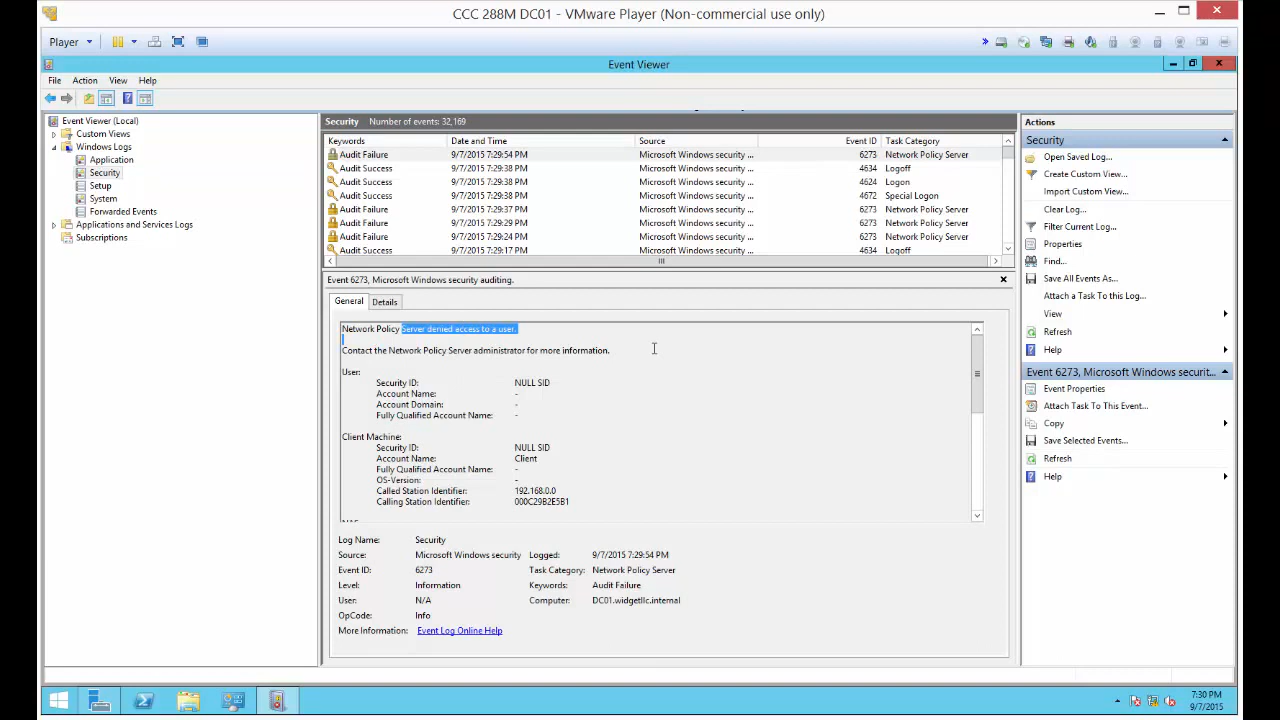 CCC 288M DC01 - VMware Player (Non-commercial use only)
Player
Event Viewer
File Action View Help
Event Viewer (Local)
Custom Views
Windows Logs
Application
Security
Setup
System
Forwarded Events
Applications and Services Logs
Subscriptions
Security Number of events: 32,169
Keywords Date and Time Source Event ID Task Category
Audit Failure 9/7/2015 7:29:54 PM Microsoft Windows security ... 6273 Network Policy Server
Audit Success 9/7/2015 7:29:38 PM Microsoft Windows security ... 4634 Logoff
Audit Success 9/7/2015 7:29:38 PM Microsoft Windows security ... 4624 Logon
Audit Success 9/7/2015 7:29:38 PM Microsoft Windows security ... 4672 Special Logon
Audit Failure 9/7/2015 7:29:37 PM Microsoft Windows security ... 6273 Network Policy Server
Audit Failure 9/7/2015 7:29:29 PM Microsoft Windows security ... 6273 Network Policy Server
Audit Failure 9/7/2015 7:29:24 PM Microsoft Windows security ... 6273 Network Policy Server
Audit Success 9/7/2015 7:29:17 PM Microsoft Windows security ... 4634 Logoff
Event 6273, Microsoft Windows security auditing.
General Details
Network Policy Server denied access to a user.
Contact the Network Policy Server administrator for more information.
User:
Security ID: NULL SID
Account Name: -
Account Domain: -
Fully Qualified Account Name: -
Client Machine:
Security ID: NULL SID
Account Name: Client
Fully Qualified Account Name: -
OS-Version: -
Called Station Identifier: 192.168.0.0
Calling Station Identifier: 000C29B2E5B1
Log Name: Security
Source: Microsoft Windows security Logged: 9/7/2015 7:29:54 PM
Event ID: 6273 Task Category: Network Policy Server
Level: Information Keywords: Audit Failure
User: N/A Computer: DC01.widgetllc.internal
OpCode: Info
More Information: Event Log Online Help
Actions
Security
Open Saved Log...
Create Custom View...
Import Custom View...
Clear Log...
Filter Current Log...
Properties
Find...
Save All Events As...
Attach a Task To this Log...
View
Refresh
Help
Event 6273, Microsoft Windows securit...
Event Properties
Attach Task To This Event...
Copy
Save Selected Events...
Refresh
Help
7:30 PM
9/7/2015